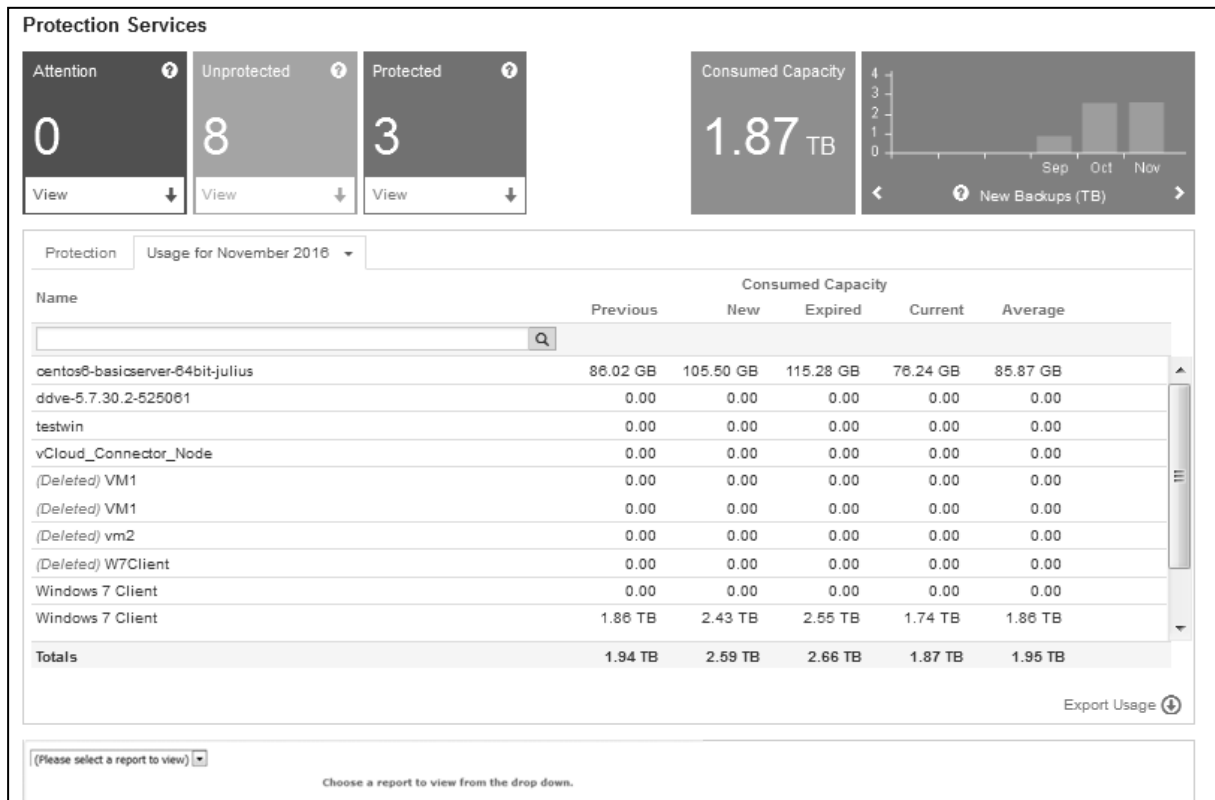 Protection Services
Attention ?
0
View
Unprotected ?
8
View
Protected ?
3
View
Consumed Capacity
1.87 TB
4
3
2
1
0
Sep Oct Nov
< ? New Backups (TB) >
Protection Usage for November 2016
Name Consumed Capacity
Previous New Expired Current Average
centos6-basicserver-64bit-julius 86.02 GB 105.50 GB 115.28 GB 76.24 GB 85.87 GB
ddve-5.7.30.2-525061 0.00 0.00 0.00 0.00 0.00
testwin 0.00 0.00 0.00 0.00 0.00
vCloud_Connector_Node 0.00 0.00 0.00 0.00 0.00
(Deleted) VM1 0.00 0.00 0.00 0.00 0.00
(Deleted) VM1 0.00 0.00 0.00 0.00 0.00
(Deleted) vm2 0.00 0.00 0.00 0.00 0.00
(Deleted) W7Client 0.00 0.00 0.00 0.00 0.00
Windows 7 Client 0.00 0.00 0.00 0.00 0.00
Windows 7 Client 1.86 TB 2.43 TB 2.55 TB 1.74 TB 1.86 TB
Totals 1.94 TB 2.59 TB 2.66 TB 1.87 TB 1.95 TB
Export Usage
(Please select a report to view)
Choose a report to view from the drop down.